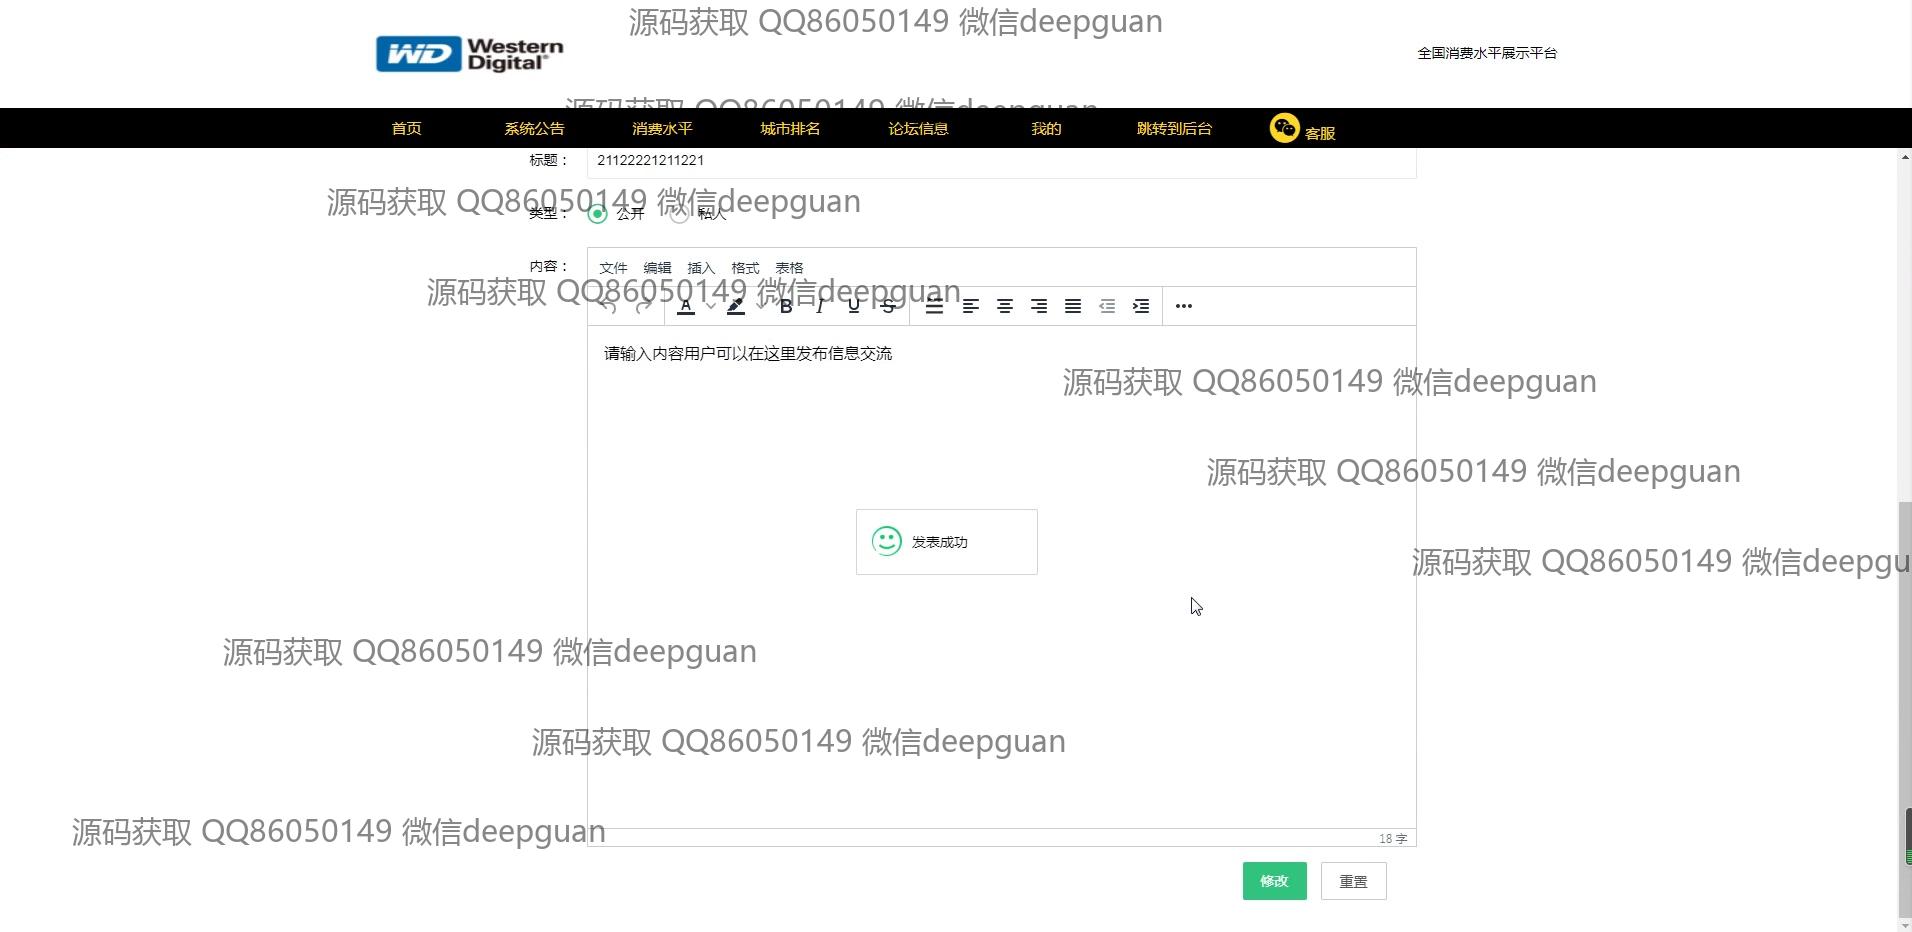 源码获取 QQ86050149 微信deepguan
Western
WD
Digital
全国消费水平展示平台
源码获取 QQ86050149 微信deepguan
首页 系统公告 消费水平 城市排名 论坛信息 我的 跳转到后台 客服
标题： 21122221211221
源码获取 QQ86050149 微信deepguan
类型： 公开 私人
内容： 文件 编辑 插入 格式 表格
源码获取 QQ86050149 微信deepguan
请输入内容用户可以在这里发布信息交流
源码获取 QQ86050149 微信deepguan
源码获取 QQ86050149 微信deepguan
发表成功
源码获取 QQ86050149 微信deepgu
源码获取 QQ86050149 微信deepguan
源码获取 QQ86050149 微信deepguan
源码获取 QQ86050149 微信deepguan
18 字
修改 重置